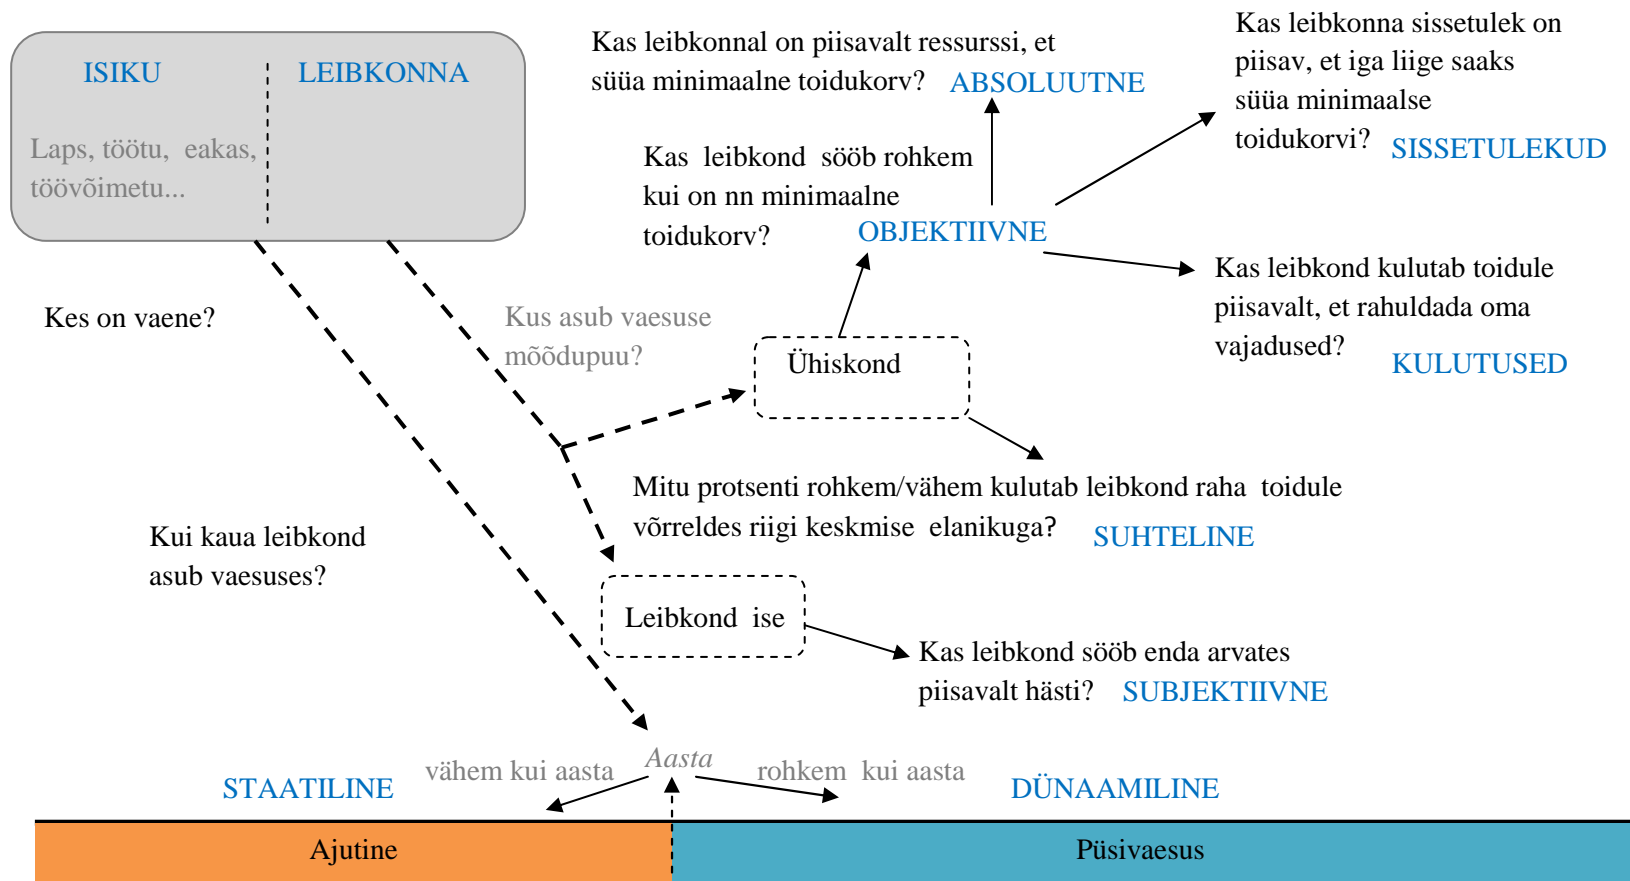 ISIKU
LEIBKONNA
Laps, töötu, eakas,
töövõimetu...
Kas leibkonnal on piisavalt ressurssi, et
süüa minimaalne toidukorv? ABSOLUUTNE
Kas leibkonna sissetulek on
piisav, et iga liige saaks
süüa minimaalse
toidukorvi? SISSETULEKUD
Kas leibkond sööb rohkem
kui on nn minimaalne
toidukorv?
OBJEKTIIVNE
Kas leibkond kulutab toidule
piisavalt, et rahuldada oma
vajadused? KULUTUSED
Kes on vaene?
Kus asub vaesuse
mõõdupuu?
Ühiskond
Mitu protsenti rohkem/vähem kulutab leibkond raha toidule
võrreldes riigi keskmise elanikuga? SUHTELINE
Kui kaua leibkond
asub vaesuses?
Leibkond ise
Kas leibkond sööb enda arvates
piisavalt hästi? SUBJEKTIIVNE
Aasta
vähem kui aasta
rohkem kui aasta
STAATILINE
DÜNAAMILINE
Ajutine
Püsivaesus